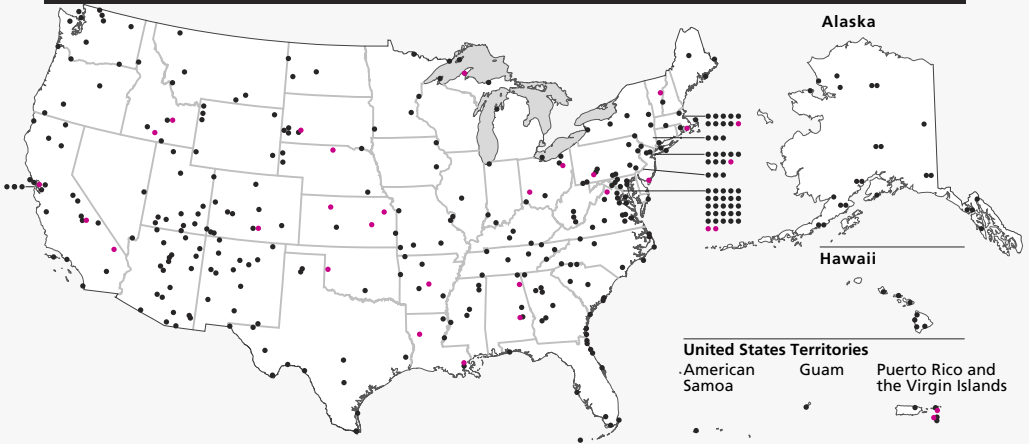 Alaska
Hawaii
United States Territories
American
Samoa
Guam
Puerto Rico and
the Virgin Islands